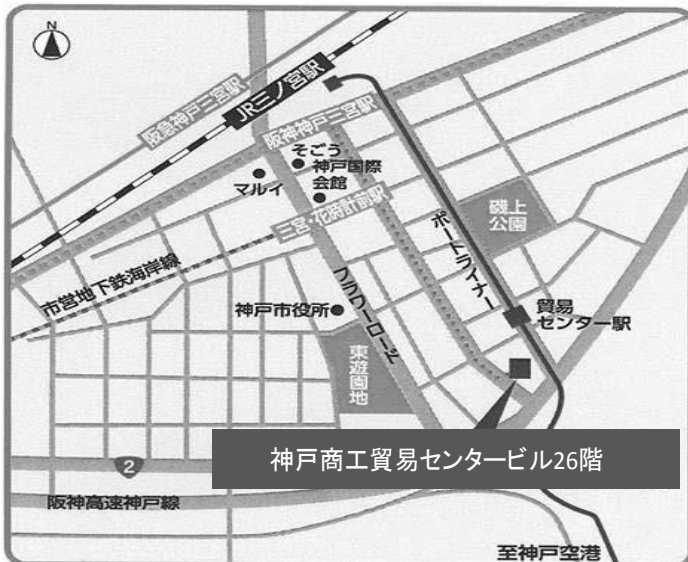 N
阪急神戸三宮駅
JR三ノ宮駅
阪神神戸三宮駅
そごう
神戸国際
会館
マルイ
三宮・花時計前駅
磯上
公園
ポートライナー
市営地下鉄海岸線
フラワーロード
神戸市役所
貿易
センター駅
東遊園地
神戸商工貿易センタービル26階
2
阪神高速神戸線
至神戸空港